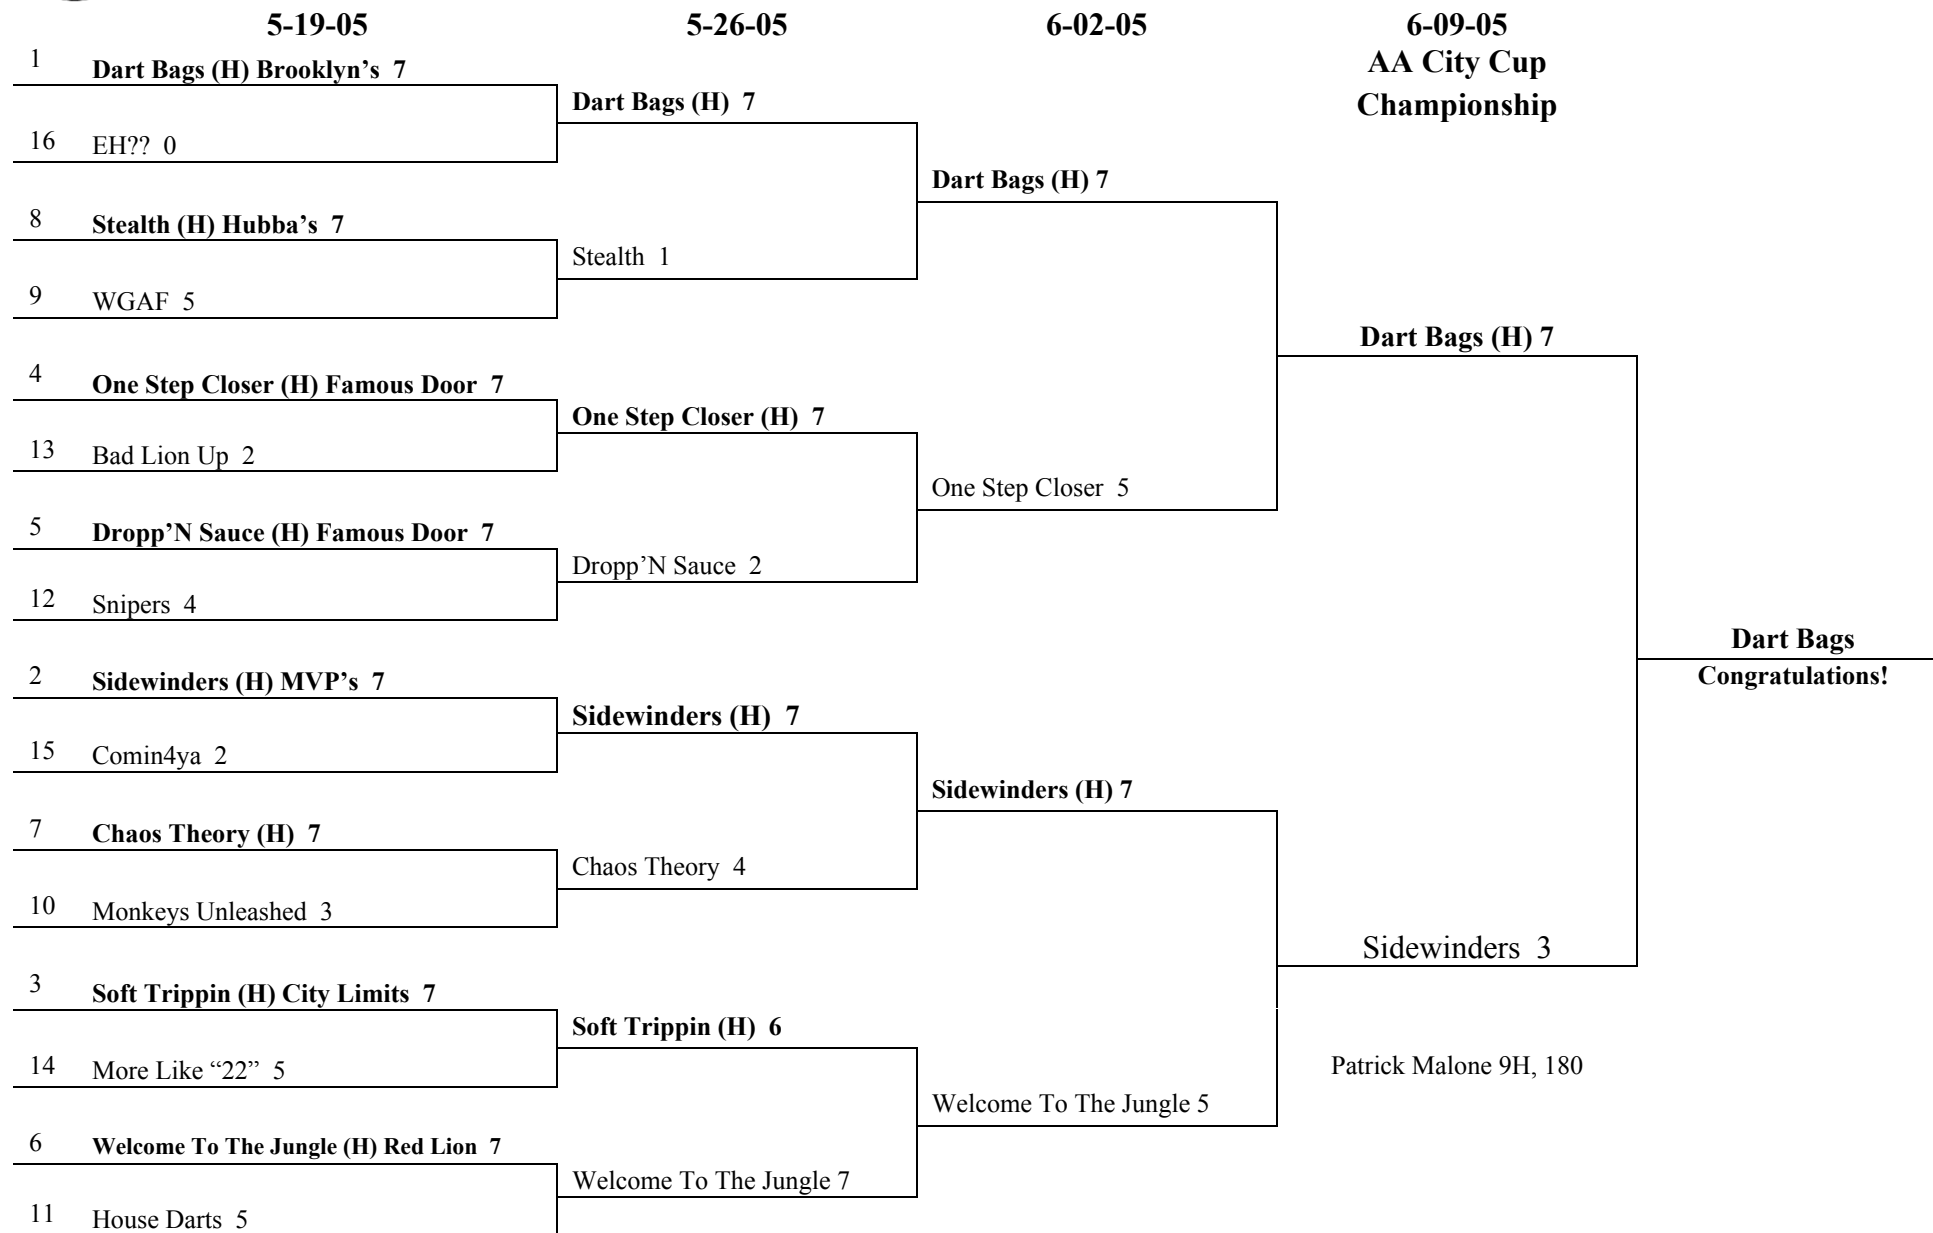 5-19-05
5-26-05
6-02-05
6-09-05
AA City Cup
Championship
1 Dart Bags (H) Brooklyn’s 7
16 EH?? 0
8 Stealth (H) Hubba’s 7
9 WGAF 5
4 One Step Closer (H) Famous Door 7
13 Bad Lion Up 2
5 Dropp’N Sauce (H) Famous Door 7
12 Snipers 4
2 Sidewinders (H) MVP’s 7
15 Comin4ya 2
7 Chaos Theory (H) 7
10 Monkeys Unleashed 3
3 Soft Trippin (H) City Limits 7
14 More Like “22” 5
6 Welcome To The Jungle (H) Red Lion 7
11 House Darts 5
Dart Bags (H) 7
Stealth 1
One Step Closer (H) 7
Dropp’N Sauce 2
Sidewinders (H) 7
Chaos Theory 4
Soft Trippin (H) 6
Welcome To The Jungle 7
Dart Bags (H) 7
One Step Closer 5
Sidewinders (H) 7
Welcome To The Jungle 5
Dart Bags (H) 7
Sidewinders 3
Patrick Malone 9H, 180
Dart Bags
Congratulations!